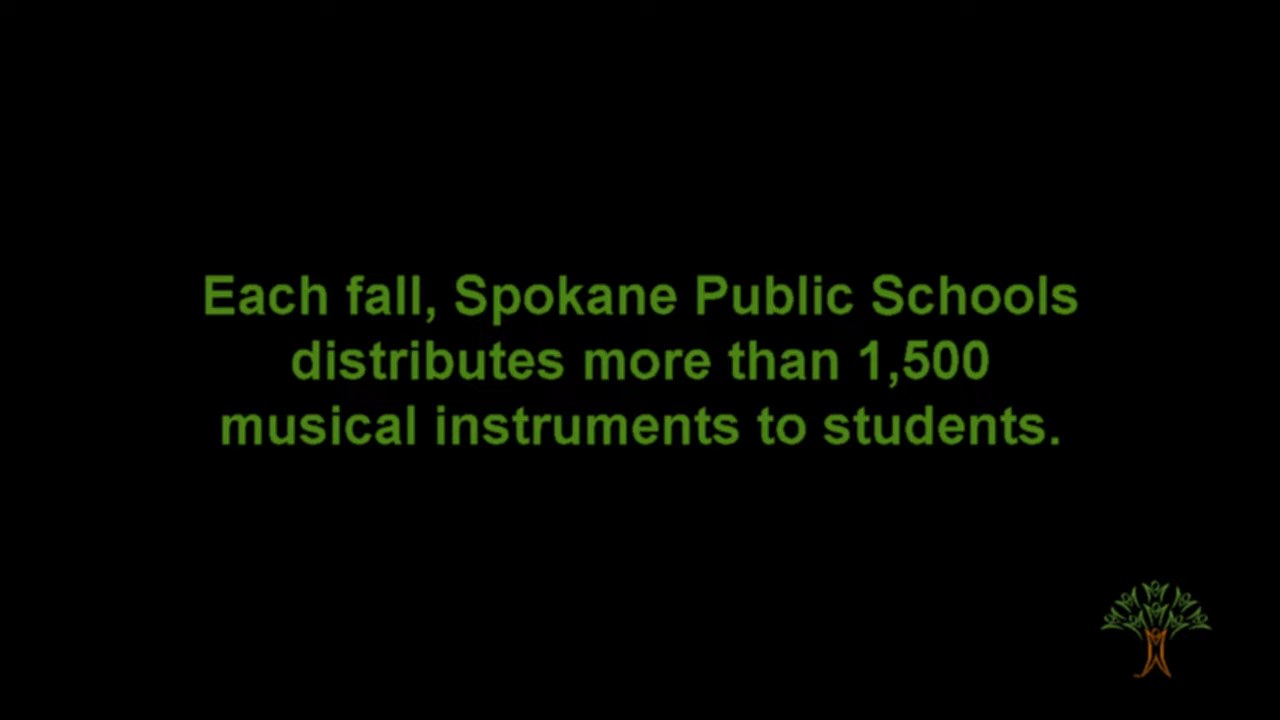 Each fall, Spokane Public Schools
distributes more than 1,500
musical instruments to students.